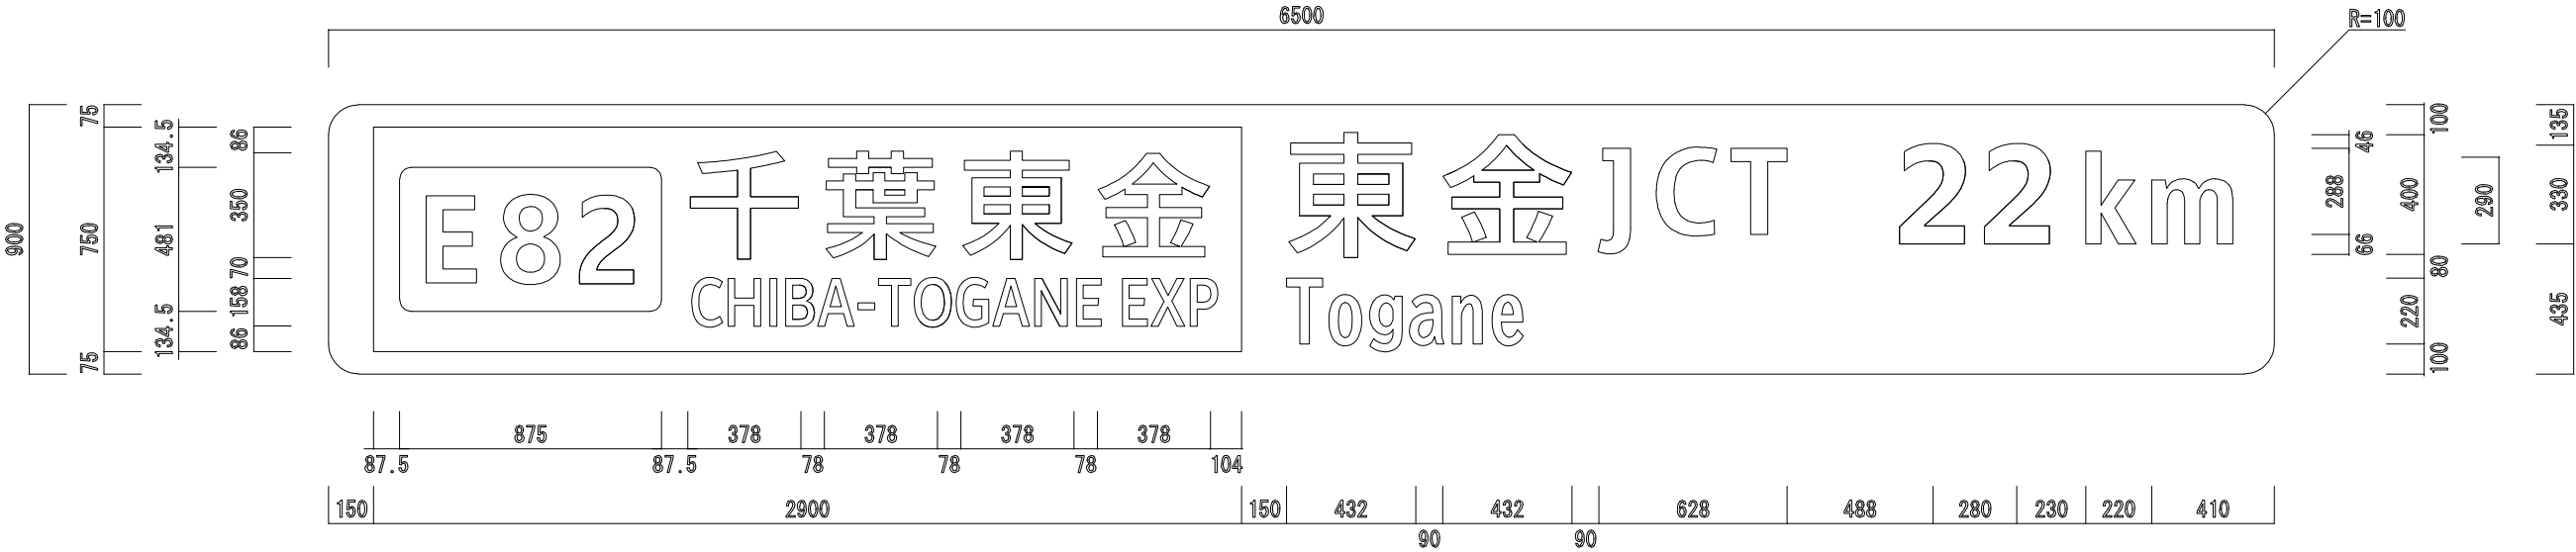 6500
R=100
900
75
750
75
134.5
481
134.5
86
350
70
158
86
E82
千葉東金
CHIBA-TOGANE EXP
東金JCT 22km
Togane
46
288
66
100
400
80
220
100
290
135
330
435
875 378 378 378 378
87.5 87.5 78 78 78 104
150 2900 150 432 432 628 488 280 230 220 410
90 90